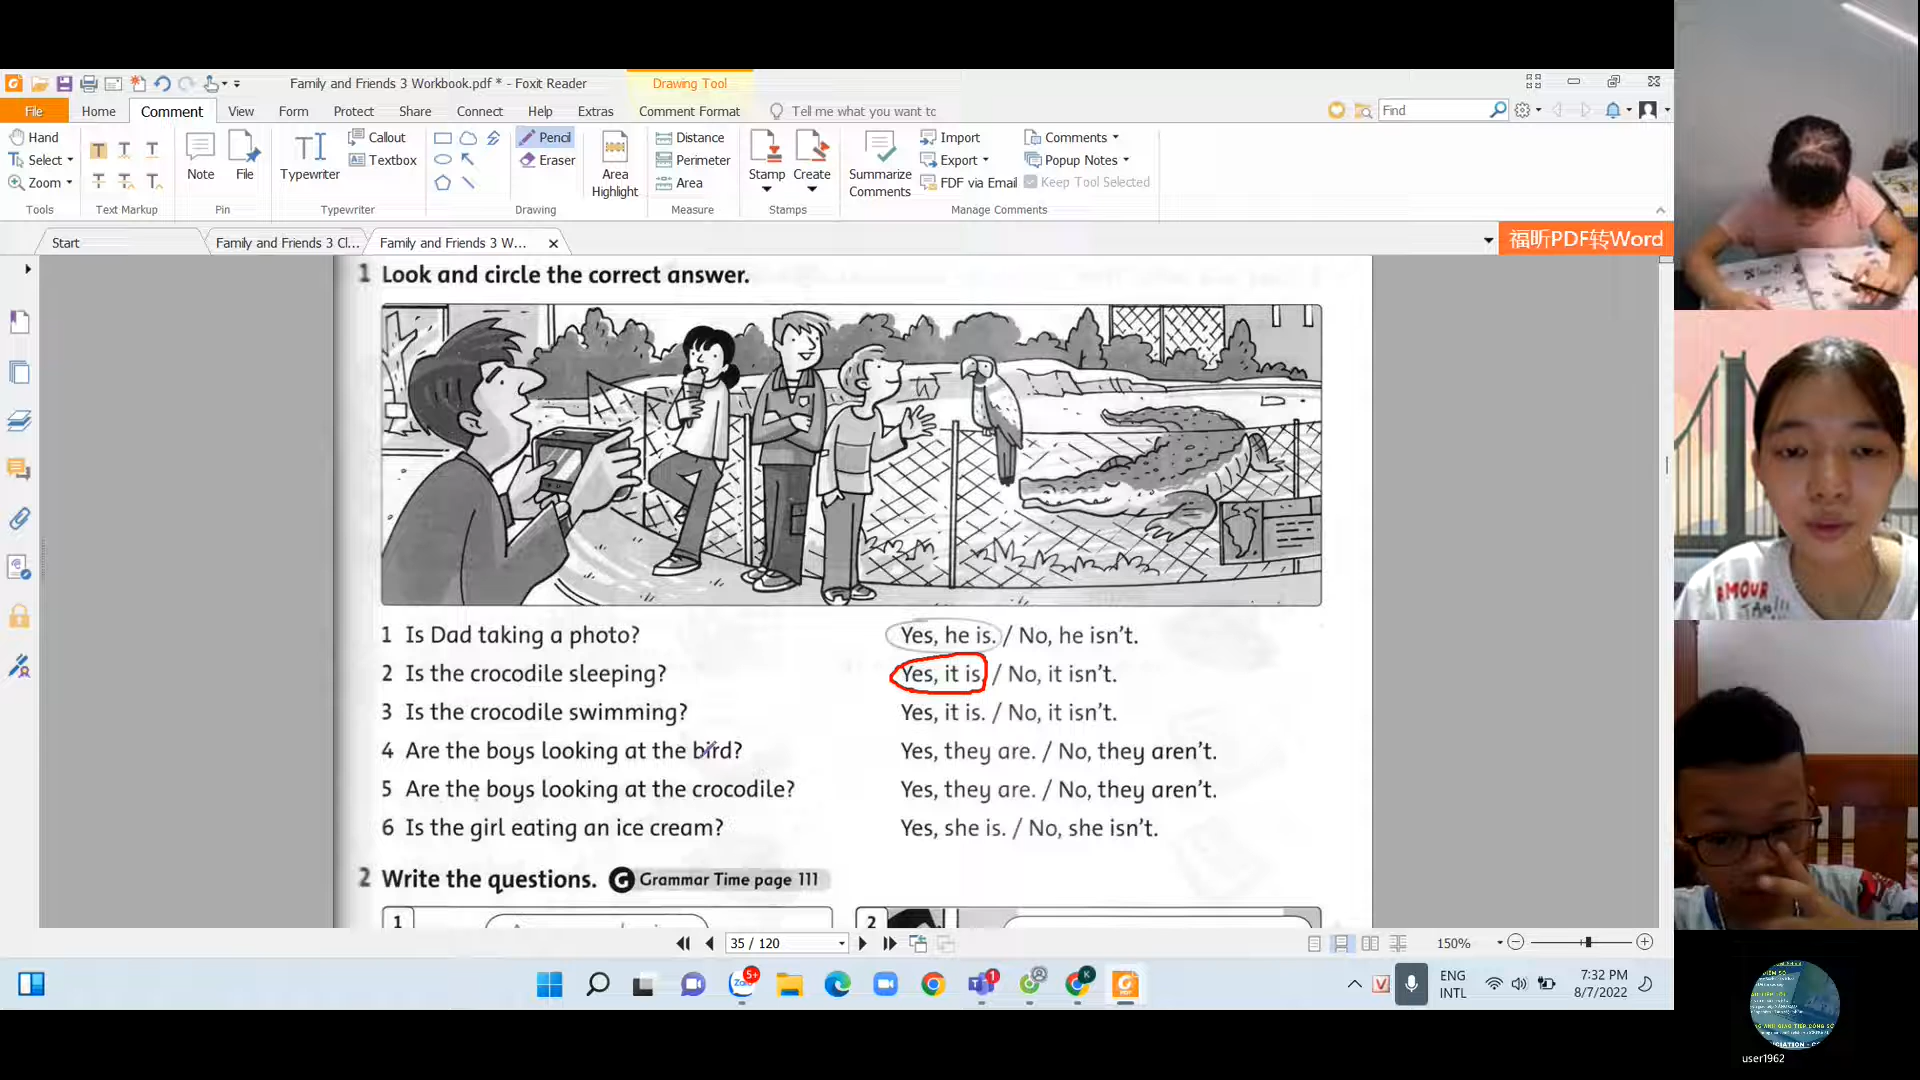 Family and Friends 3 Workbook.pdf * - Foxit Reader
Drawing Tool
File
Home
Comment
View
Form
Protect
Share
Connect
Help
Extras
Comment Format
Tell me what you want to
Find
Hand
Select
Zoom
Tools
Text Markup
Note
File
Pin
Typewriter
Callout
Textbox
Typewriter
Pencil
Eraser
Drawing
Area Highlight
Distance
Perimeter
Area
Measure
Stamp
Create
Stamps
Summarize Comments
Import
Export
FDF via Email
Comments
Popup Notes
Keep Tool Selected
Manage Comments
Start
Family and Friends 3 Cl...
Family and Friends 3 W...
福昕PDF转Word
1 Look and circle the correct answer.
1 Is Dad taking a photo? Yes, he is. / No, he isn't.
2 Is the crocodile sleeping? Yes, it is. / No, it isn't.
3 Is the crocodile swimming? Yes, it is. / No, it isn't.
4 Are the boys looking at the bird? Yes, they are. / No, they aren't.
5 Are the boys looking at the crocodile? Yes, they are. / No, they aren't.
6 Is the girl eating an ice cream? Yes, she is. / No, she isn't.
2 Write the questions. G Grammar Time page 111
1
2
35 / 120
150%
5+
Zalo
1
K
V
ENG
INTL
7:32 PM
8/7/2022
AMOUR
user1962